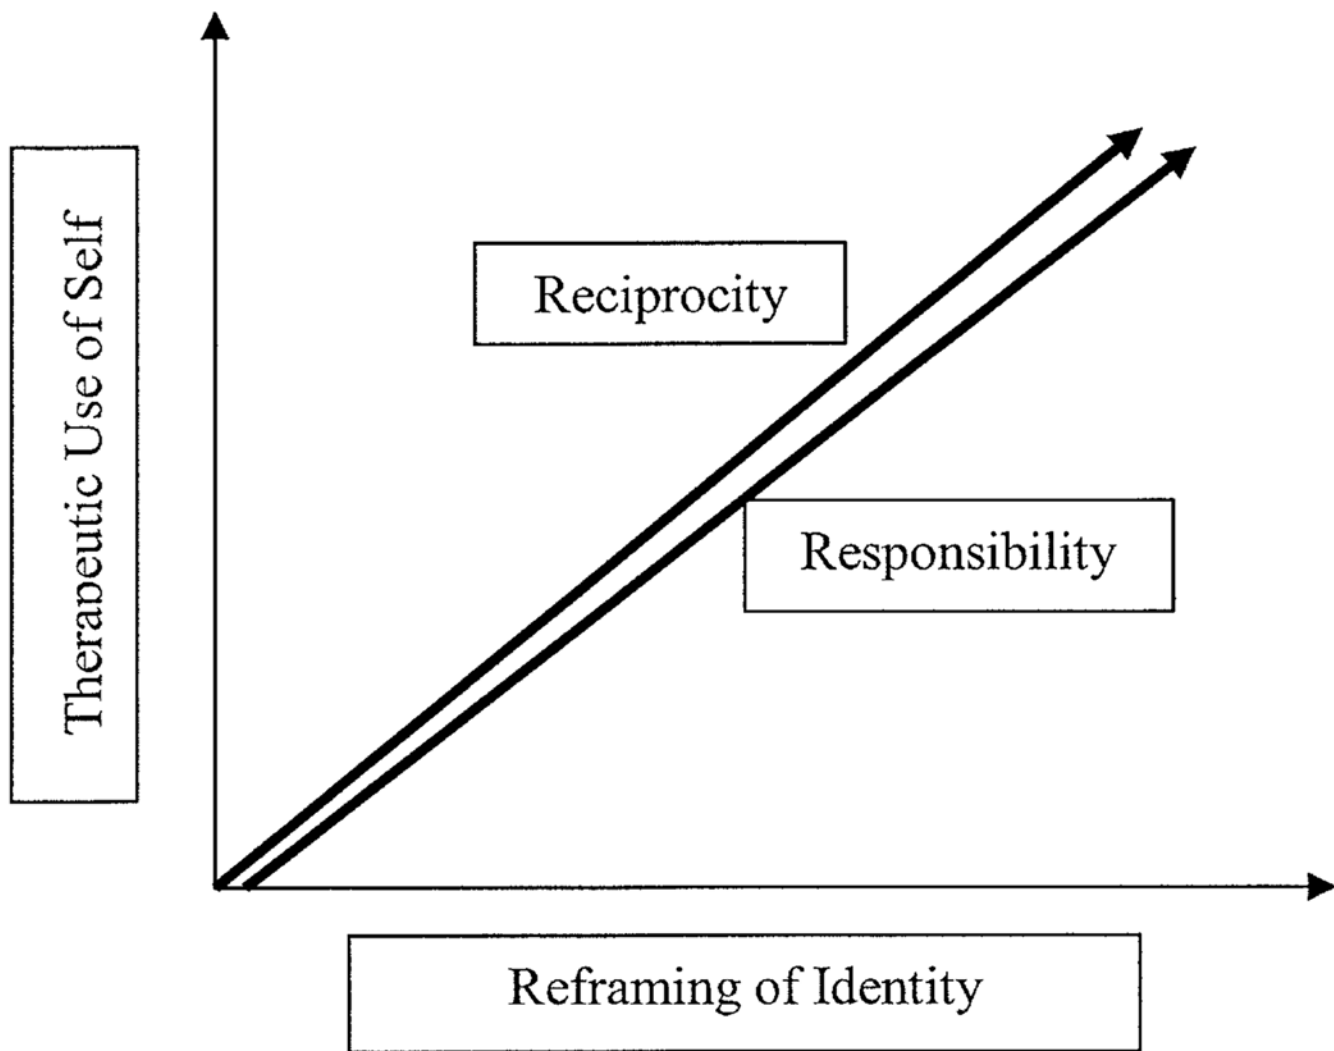 Therapeutic Use of Self
Reciprocity
Responsibility
Reframing of Identity